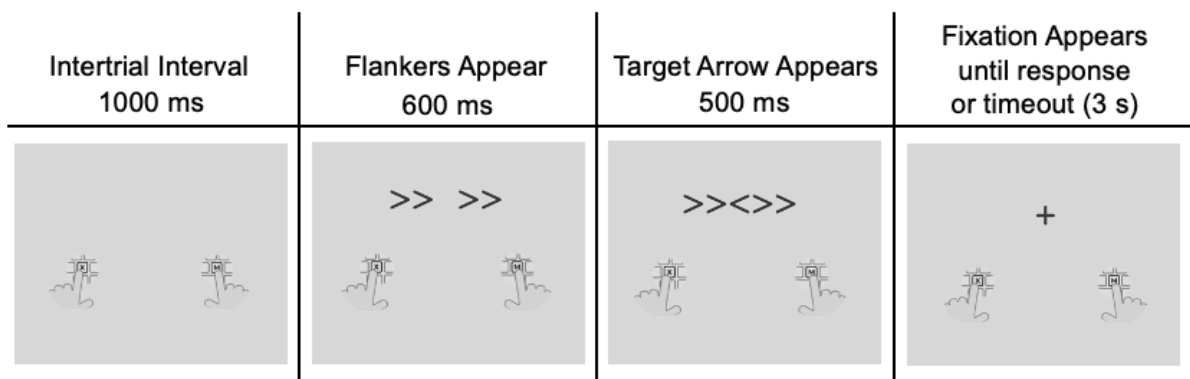 Intertrial Interval
1000 ms
Flankers Appear
600 ms
Target Arrow Appears
500 ms
Fixation Appears
until response
or timeout (3 s)
X M
>> >>
X M
>><>>
X M
+
X M